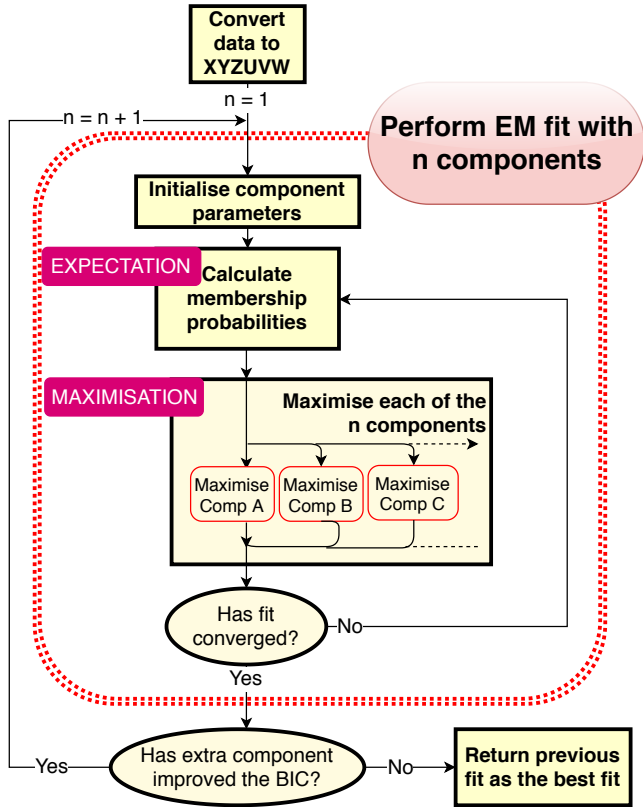 Convert
data to
XYZUVW
n = 1
n = n + 1
Perform EM fit with
n components
Initialise component
parameters
EXPECTATION
Calculate
membership
probabilities
MAXIMISATION
Maximise each of the
n components
Maximise
Comp A
Maximise
Comp B
Maximise
Comp C
Has fit
converged?
No
Yes
Has extra component
improved the BIC?
Yes
No
Return previous
fit as the best fit